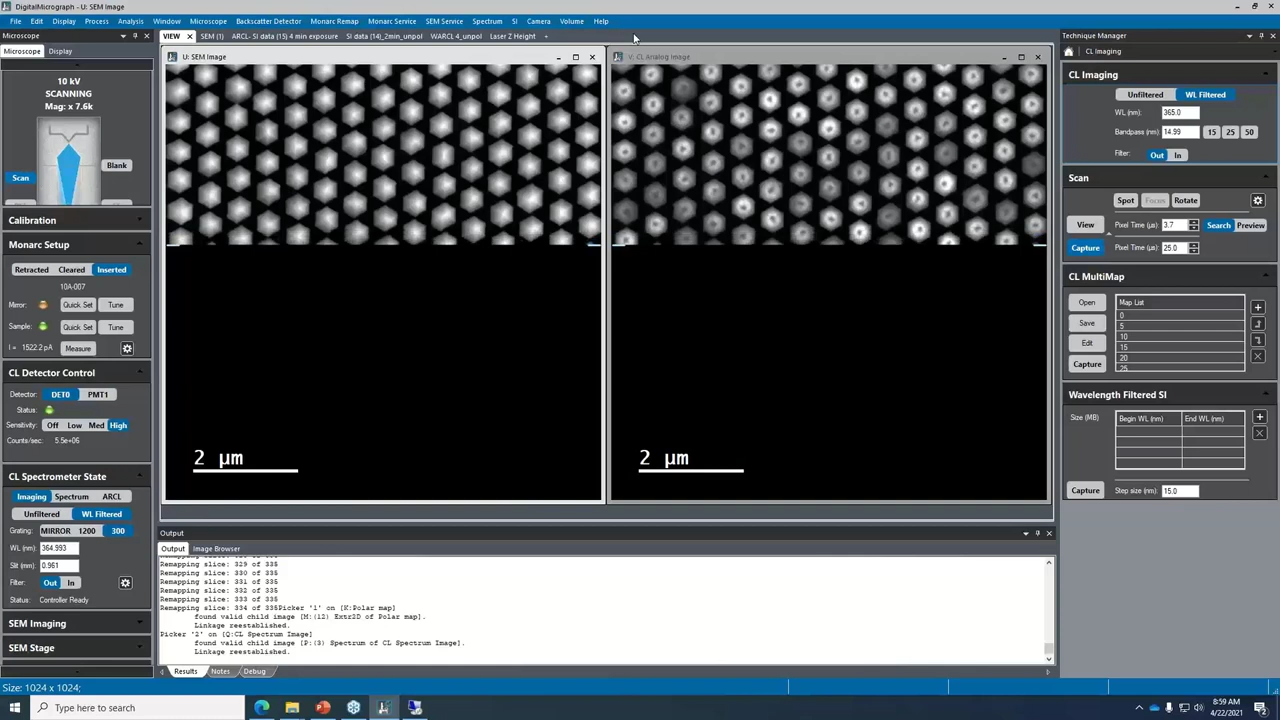 DigitalMicrograph - U: SEM Image
File Edit Display Process Analysis Window Microscope Backscatter Detector Monarc Remap Monarc Service SEM Service Spectrum SI Camera Volume Help
Microscope
VIEW SEM (1) ARCL- SI data (15) 4 min exposure SI data (14)_2min_unpol WARCL 4_unpol Laser Z Height +
Technique Manager
Microscope Display
CL Imaging
U: SEM Image
V: CL Analog Image
10 kV
SCANNING
Mag: x 7.6k
Blank
Scan
Calibration
Monarc Setup
Retracted Cleared Inserted
10A-007
Mirror: Quick Set Tune
Sample: Quick Set Tune
I = 1522.2 pA Measure
CL Detector Control
Detector: DET0 PMT1
Status:
Sensitivity: Off Low Med High
Counts/sec: 5.5e+06
CL Spectrometer State
Imaging Spectrum ARCL
Unfiltered WL Filtered
Grating: MIRROR 1200 300
WL (nm): 364.993
Slit (nm): 0.961
Filter: Out In
Status: Controller Ready
SEM Imaging
SEM Stage
2 µm
2 µm
Output
Output Image Browser
Remapping slice: 329 of 335
Remapping slice: 330 of 335
Remapping slice: 331 of 335
Remapping slice: 332 of 335
Remapping slice: 333 of 335
Remapping slice: 334 of 335Picker '1' on [K:Polar map]
found valid child image [M:(12) Extr2D of Polar map].
Linkage reestablished.
Picker '2' on [Q:CL Spectrum Image]
found valid child image [P:(3) Spectrum of CL Spectrum Image].
Linkage reestablished.
Results Notes Debug
CL Imaging
Unfiltered WL Filtered
WL (nm): 365.0
Bandpass (nm): 14.99 15 25 50
Filter: Out In
Scan
Spot Focus Rotate
View Pixel Time (µs): 3.7 Search Preview
Capture Pixel Time (µs): 25.0
CL MultiMap
Open Map List
0
Save 5
10
Edit 15
20
Capture 25
Wavelength Filtered SI
Size (MB) Begin WL (nm) End WL (nm)
Capture Step size (nm): 15.0
Size: 1024 x 1024;
Type here to search
8:59 AM
4/22/2021